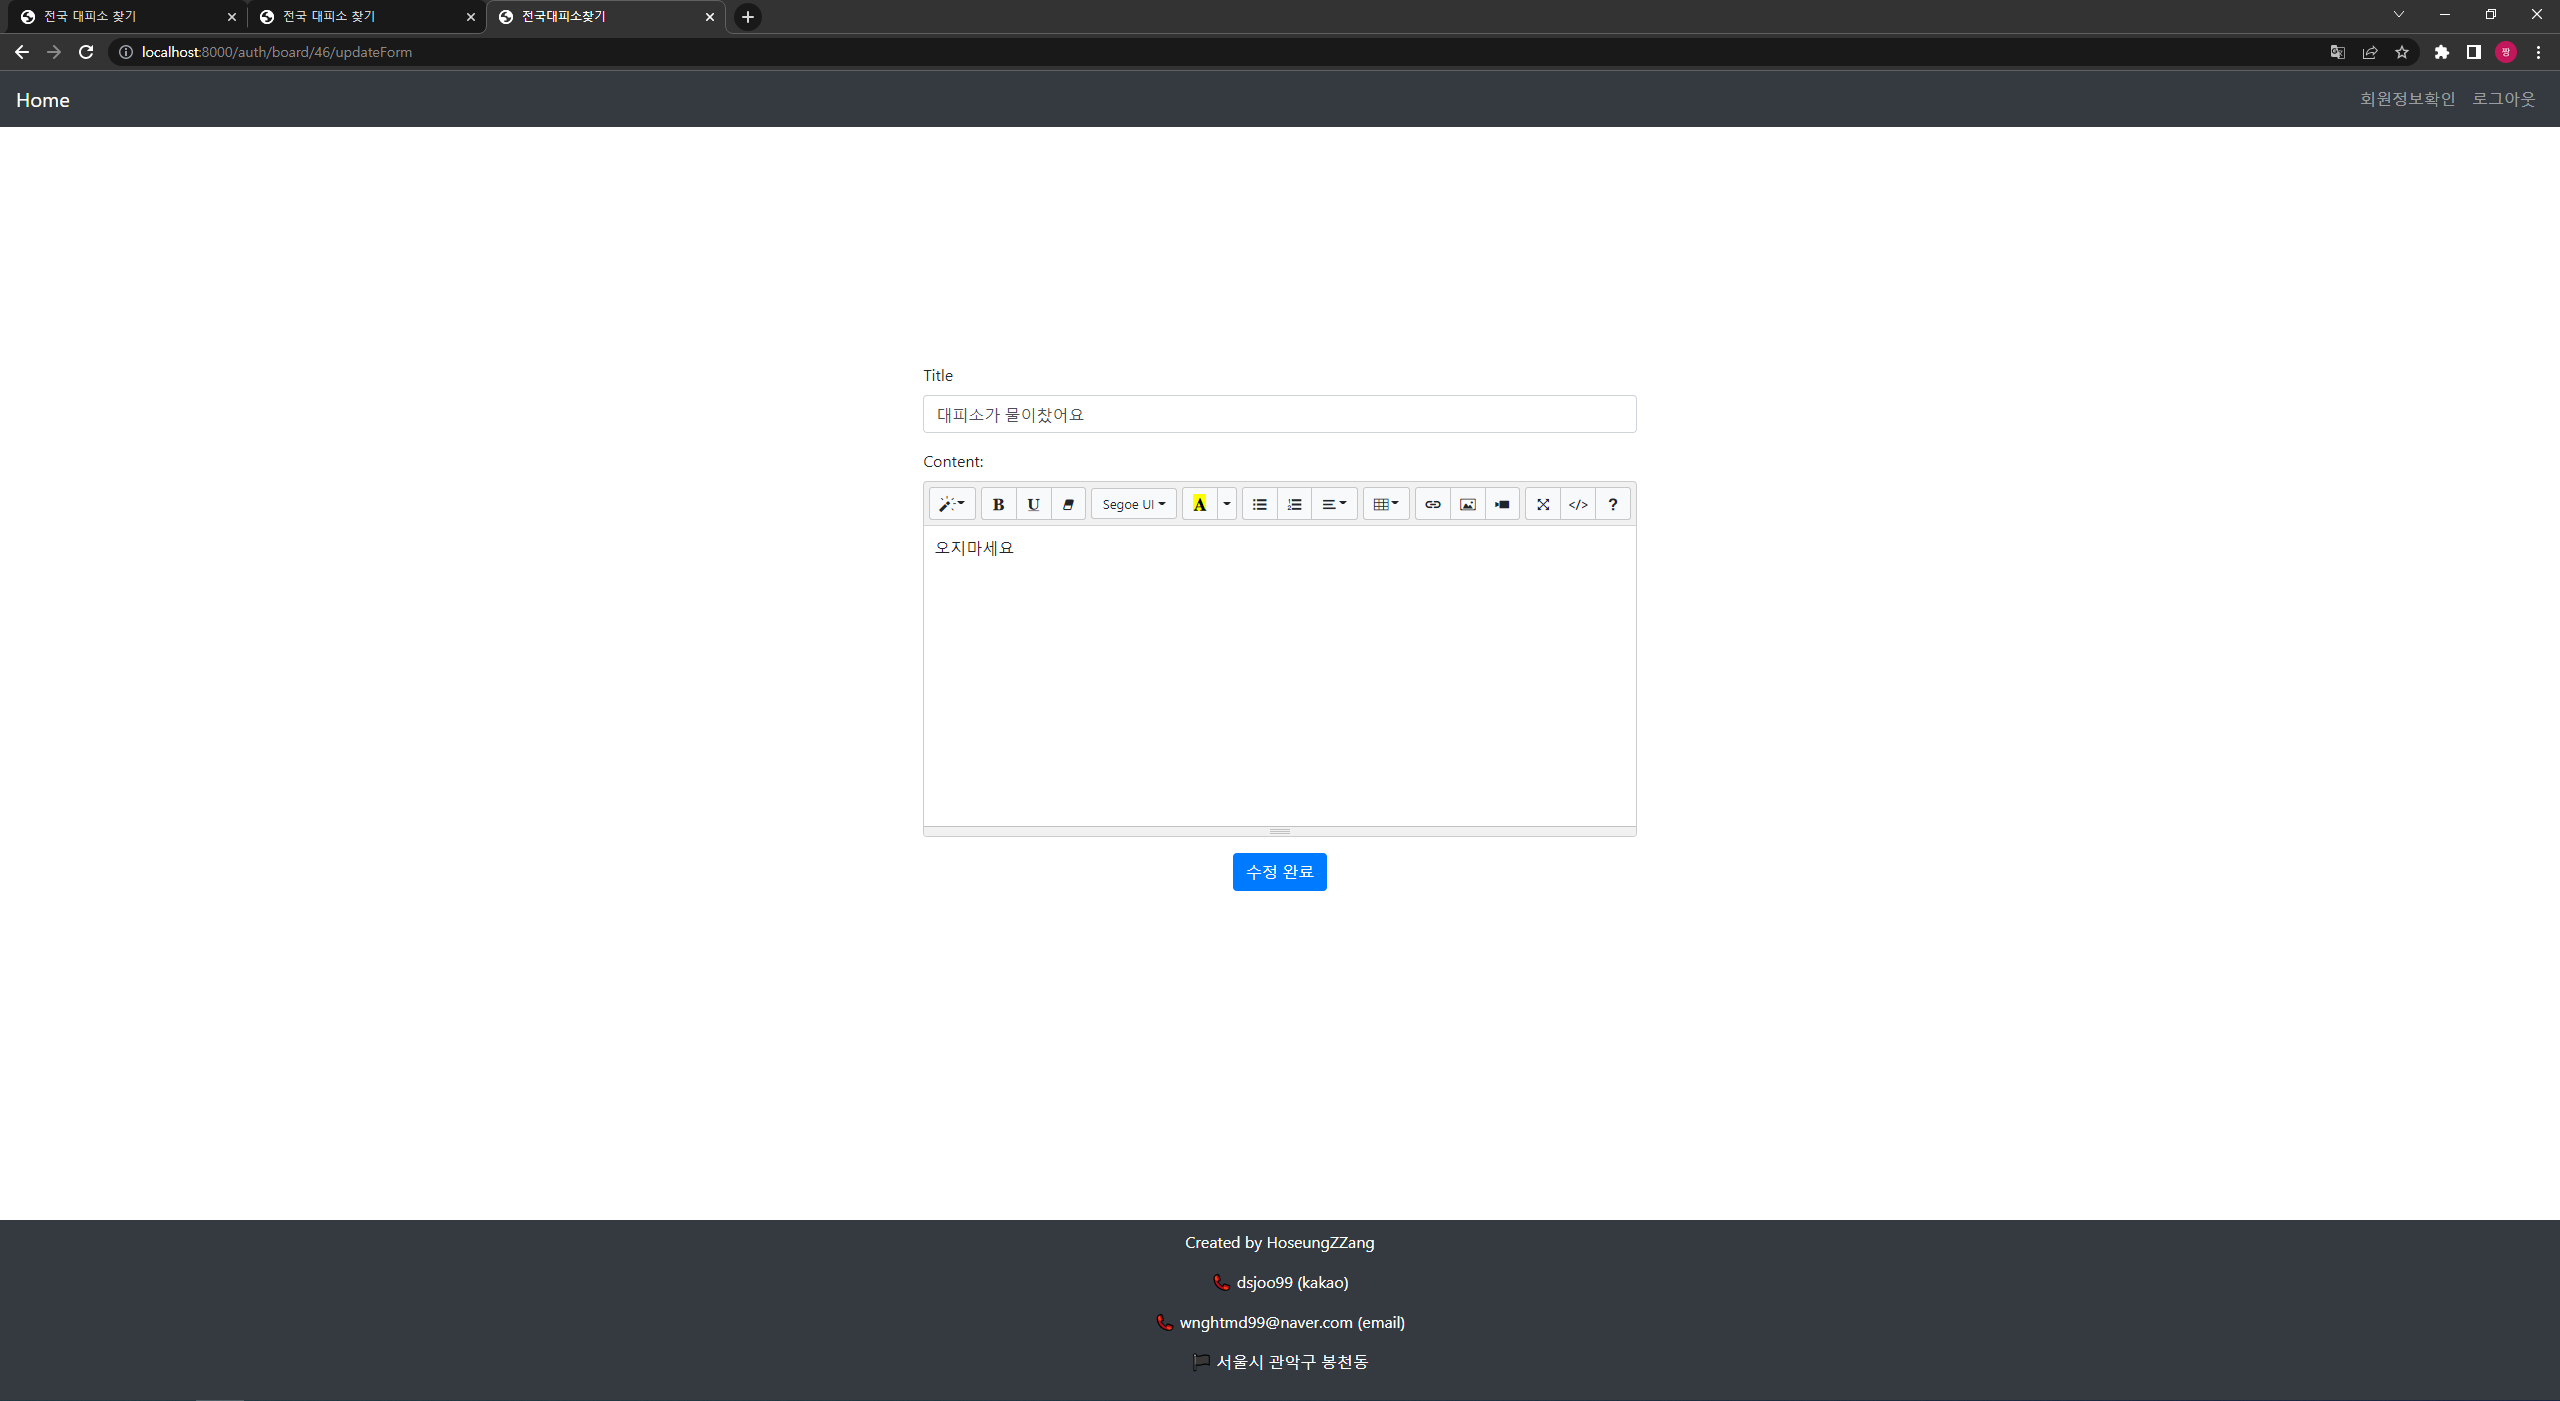 전국 대피소 찾기
전국 대피소 찾기
전국대피소찾기
localhost:8000/auth/board/46/updateForm
짱
Home
회원정보확인 로그아웃
Title
대피소가 물이찼어요
Content:
B U Segoe UI A </> ?
오지마세요
수정 완료
Created by HoseungZZang
dsjoo99 (kakao)
wnghtmd99@naver.com (email)
서울시 관악구 봉천동